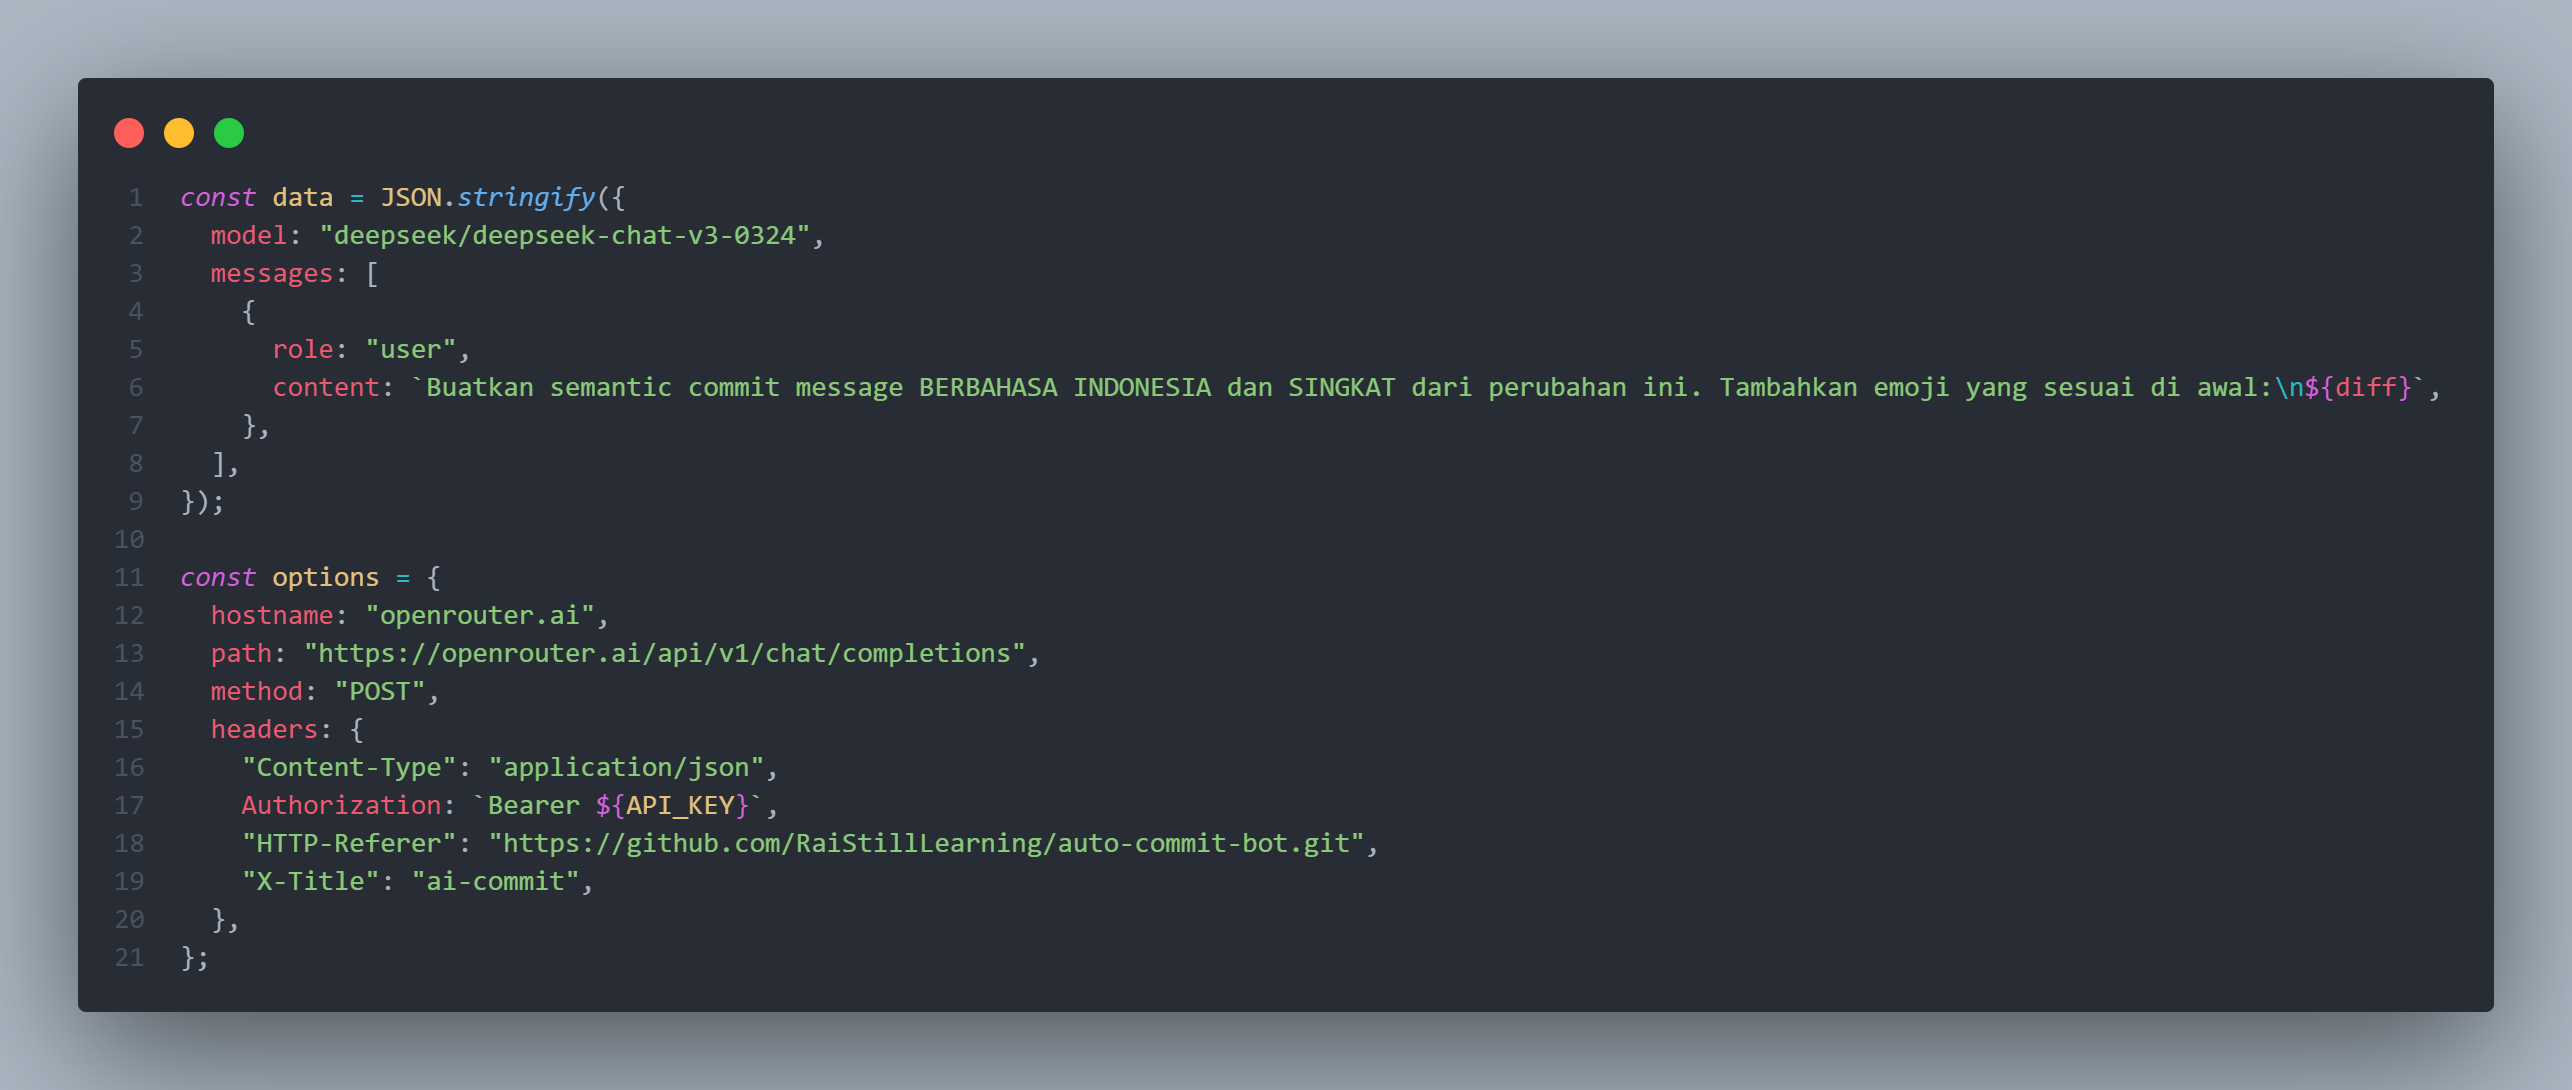 1 const data = JSON.stringify({
2   model: "deepseek/deepseek-chat-v3-0324",
3   messages: [
4     {
5       role: "user",
6       content: `Buatkan semantic commit message BERBAHASA INDONESIA dan SINGKAT dari perubahan ini. Tambahkan emoji yang sesuai di awal:\n${diff}`,
7     },
8   ],
9 });
10
11 const options = {
12   hostname: "openrouter.ai",
13   path: "https://openrouter.ai/api/v1/chat/completions",
14   method: "POST",
15   headers: {
16     "Content-Type": "application/json",
17     Authorization: `Bearer ${API_KEY}`,
18     "HTTP-Referer": "https://github.com/RaiStillLearning/auto-commit-bot.git",
19     "X-Title": "ai-commit",
20   },
21 };